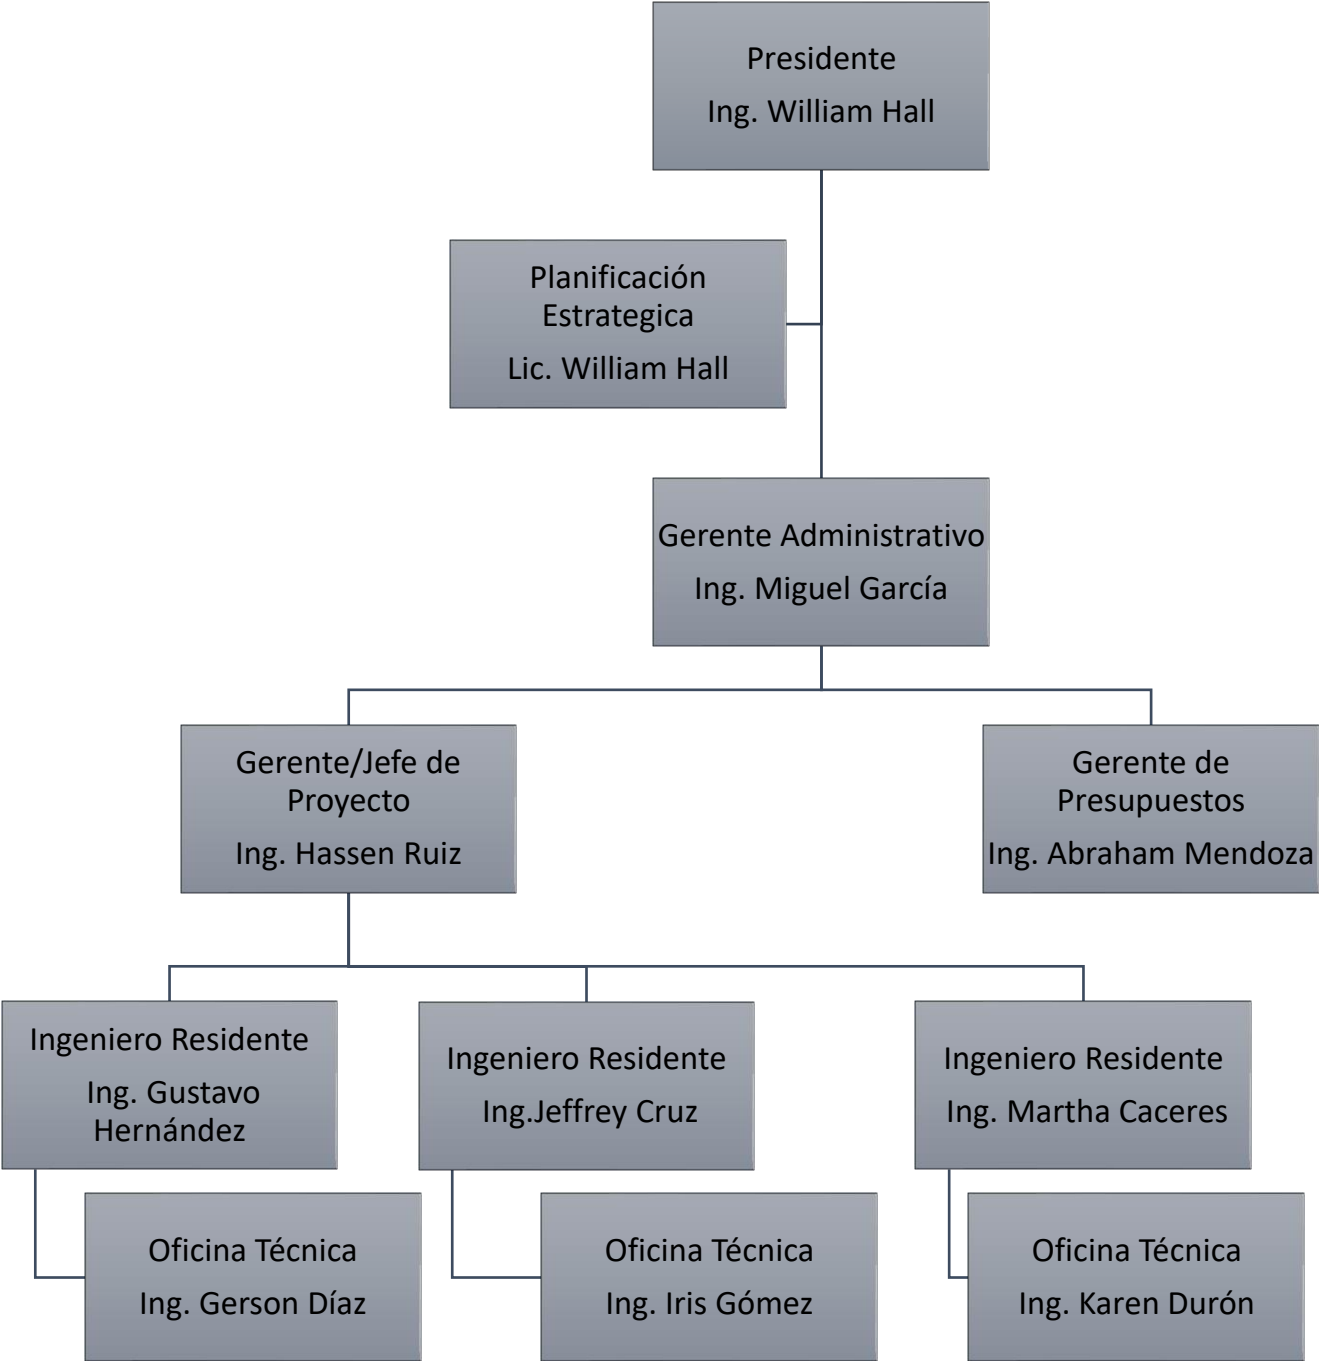 Presidente
Ing. William Hall
Planificación
Estrategica
Lic. William Hall
Gerente Administrativo
Ing. Miguel García
Gerente/Jefe de
Proyecto
Ing. Hassen Ruiz
Gerente de
Presupuestos
Ing. Abraham Mendoza
Ingeniero Residente
Ing. Gustavo
Hernández
Ingeniero Residente
Ing.Jeffrey Cruz
Ingeniero Residente
Ing. Martha Caceres
Oficina Técnica
Ing. Gerson Díaz
Oficina Técnica
Ing. Iris Gómez
Oficina Técnica
Ing. Karen Durón